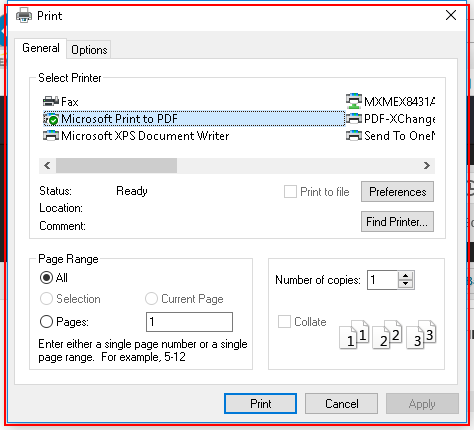 Print
General
Options
Select Printer
Fax
MXMEX8431A
Microsoft Print to PDF
PDF-XChange
Microsoft XPS Document Writer
Send To OneN
Status: Ready
Print to file
Preferences
Location:
Comment:
Find Printer...
Page Range
All
Selection
Current Page
Pages: 1
Enter either a single page number or a single
page range. For example, 5-12
Number of copies: 1
Collate
1 1 2 2 3 3
Print
Cancel
Apply